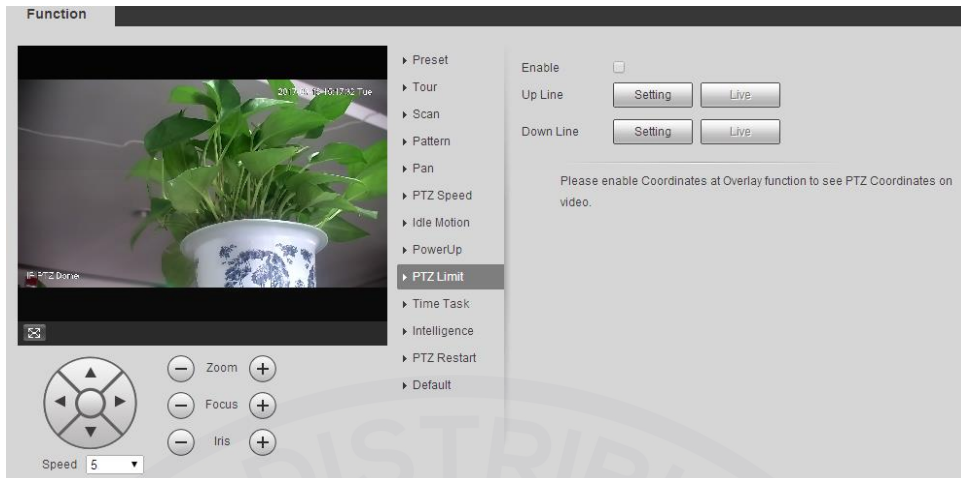 Function
Tue
IP PTZ Dome
Zoom
Focus
Iris
Speed 5
Preset
Tour
Scan
Pattern
Pan
PTZ Speed
Idle Motion
PowerUp
PTZ Limit
Time Task
Intelligence
PTZ Restart
Default
Enable
Up Line Setting Live
Down Line Setting Live
Please enable Coordinates at Overlay function to see PTZ Coordinates on
video.